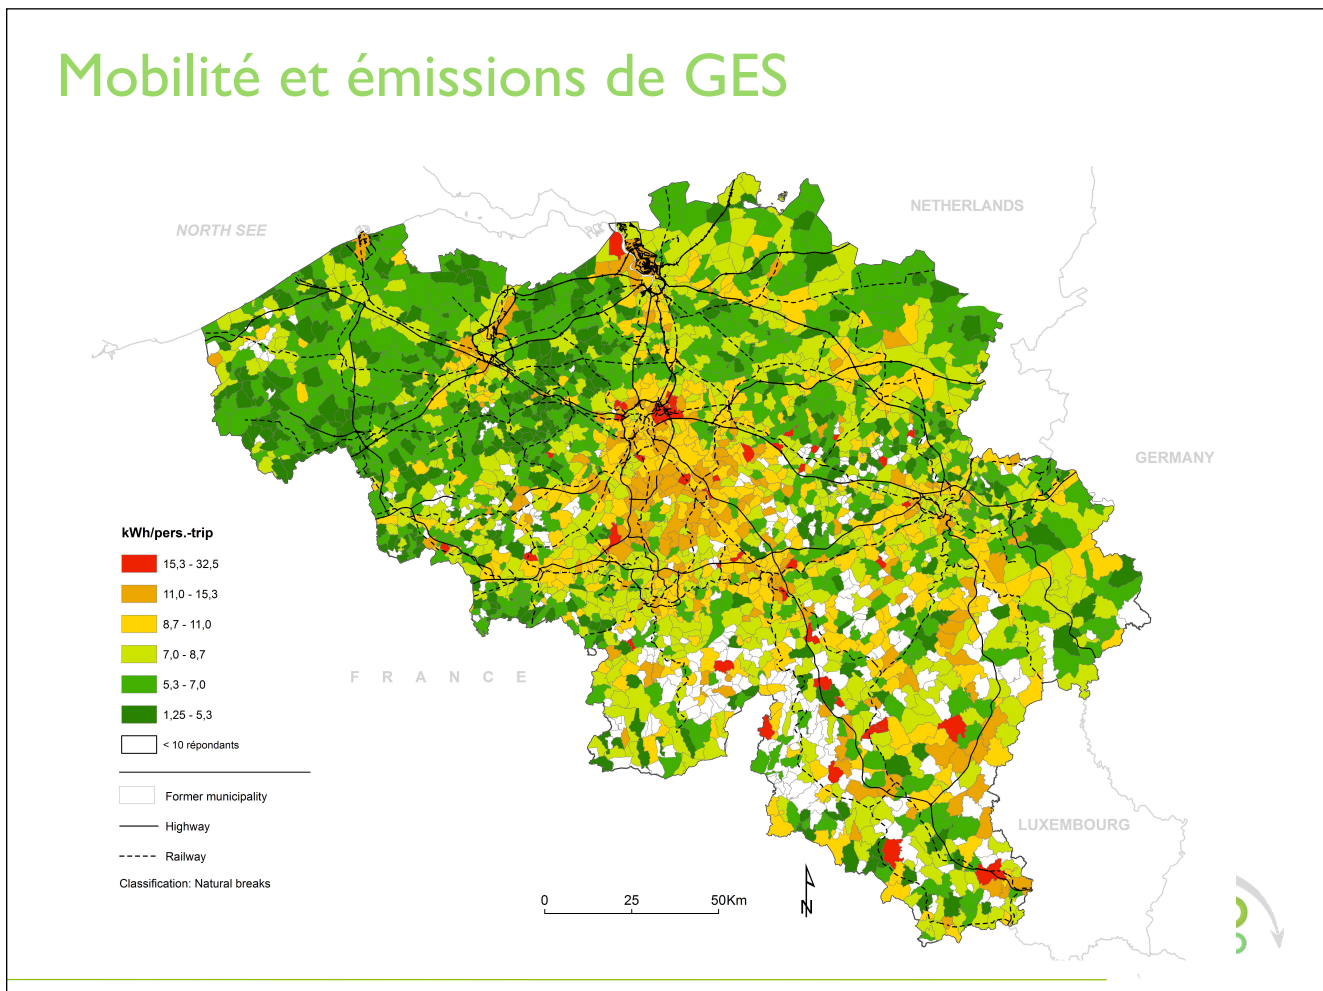 Mobilité et émissions de GES
NETHERLANDS
NORTH SEE
GERMANY
kWh/pers.-trip
15,3 - 32,5
11,0 - 15,3
8,7 - 11,0
7,0 - 8,7
5,3 - 7,0
1,25 - 5,3
< 10 répondants
FRANCE
Former municipality
Highway
Railway
Classification: Natural breaks
LUXEMBOURG
0 25 50Km
N